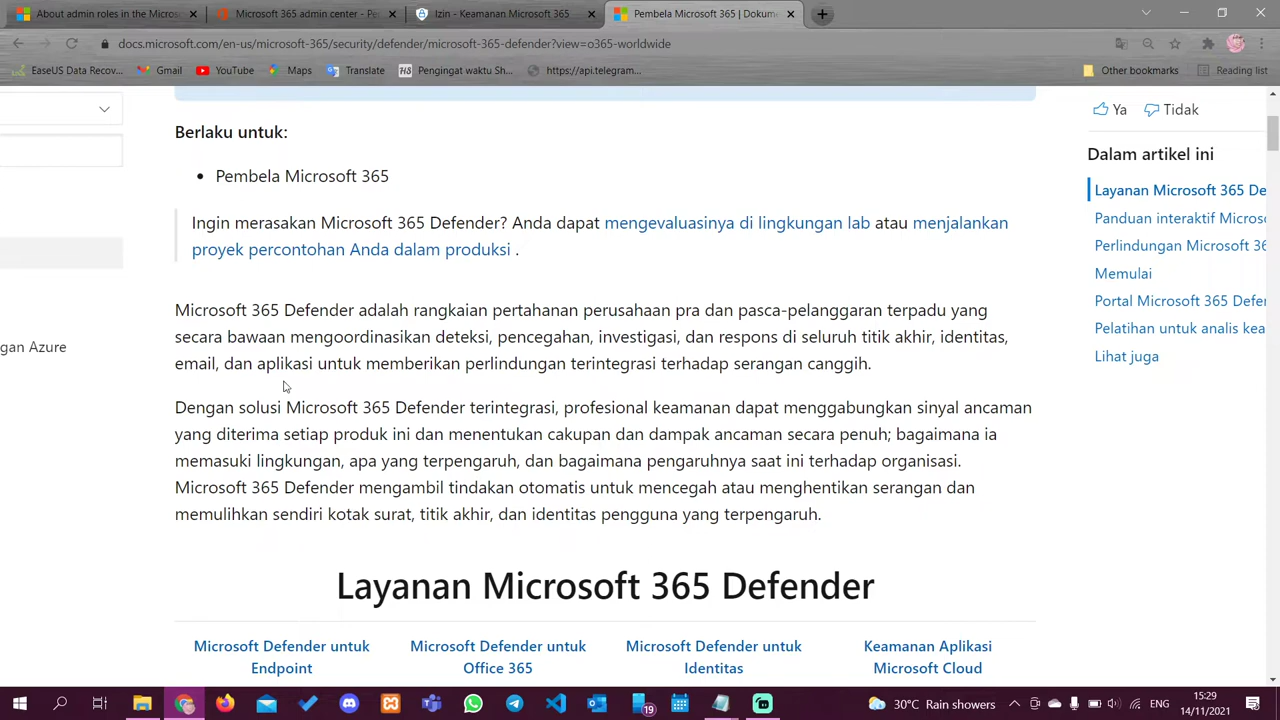 About admin roles in the Micros
Microsoft 365 admin center - Pe
Izin - Keamanan Microsoft 365
Pembela Microsoft 365 | Dokume
docs.microsoft.com/en-us/microsoft-365/security/defender/microsoft-365-defender?view=o365-worldwide
EaseUS Data Recov...
Gmail
YouTube
Maps
Translate
Pengingat waktu Sh...
https://api.telegram...
Other bookmarks
Reading list
Ya
Tidak
Berlaku untuk:
Dalam artikel ini
Pembela Microsoft 365
Layanan Microsoft 365 De
Ingin merasakan Microsoft 365 Defender? Anda dapat mengevaluasinya di lingkungan lab atau menjalankan
proyek percontohan Anda dalam produksi .
Panduan interaktif Microso
Perlindungan Microsoft 36
Memulai
Portal Microsoft 365 Defer
Pelatihan untuk analis kea
Lihat juga
gan Azure
Microsoft 365 Defender adalah rangkaian pertahanan perusahaan pra dan pasca-pelanggaran terpadu yang
secara bawaan mengoordinasikan deteksi, pencegahan, investigasi, dan respons di seluruh titik akhir, identitas,
email, dan aplikasi untuk memberikan perlindungan terintegrasi terhadap serangan canggih.
Dengan solusi Microsoft 365 Defender terintegrasi, profesional keamanan dapat menggabungkan sinyal ancaman
yang diterima setiap produk ini dan menentukan cakupan dan dampak ancaman secara penuh; bagaimana ia
memasuki lingkungan, apa yang terpengaruh, dan bagaimana pengaruhnya saat ini terhadap organisasi.
Microsoft 365 Defender mengambil tindakan otomatis untuk mencegah atau menghentikan serangan dan
memulihkan sendiri kotak surat, titik akhir, dan identitas pengguna yang terpengaruh.
Layanan Microsoft 365 Defender
Microsoft Defender untuk
Endpoint
Microsoft Defender untuk
Office 365
Microsoft Defender untuk
Identitas
Keamanan Aplikasi
Microsoft Cloud
19
30°C Rain showers
ENG
15:29
14/11/2021